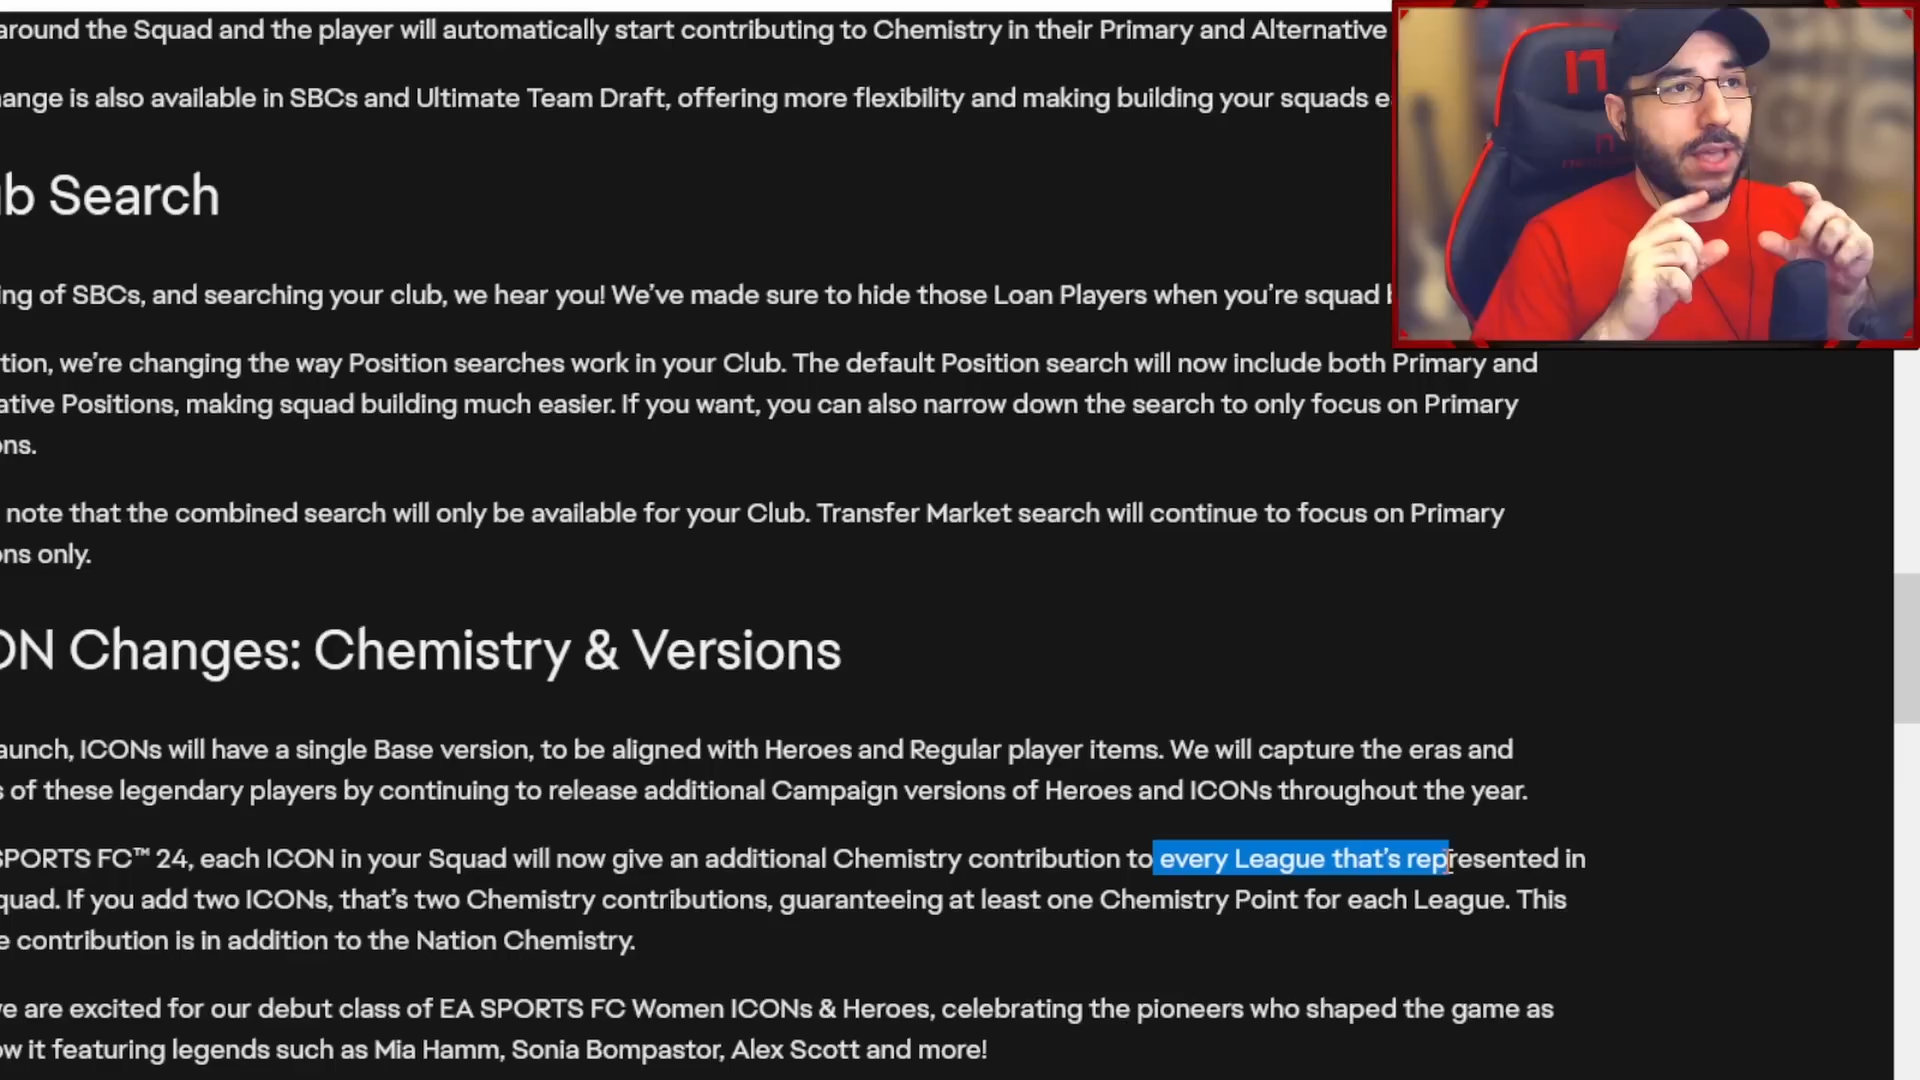 around the Squad and the player will automatically start contributing to Chemistry in their Primary and Alternative
ange is also available in SBCs and Ultimate Team Draft, offering more flexibility and making building your squads e
b Search
ing of SBCs, and searching your club, we hear you! We’ve made sure to hide those Loan Players when you’re squad b
tion, we’re changing the way Position searches work in your Club. The default Position search will now include both Primary and
ative Positions, making squad building much easier. If you want, you can also narrow down the search to only focus on Primary
ons.
note that the combined search will only be available for your Club. Transfer Market search will continue to focus on Primary
ons only.
ON Changes: Chemistry & Versions
aunch, ICONs will have a single Base version, to be aligned with Heroes and Regular player items. We will capture the eras and
s of these legendary players by continuing to release additional Campaign versions of Heroes and ICONs throughout the year.
SPORTS FC™ 24, each ICON in your Squad will now give an additional Chemistry contribution to every League that’s represented in
quad. If you add two ICONs, that’s two Chemistry contributions, guaranteeing at least one Chemistry Point for each League. This
e contribution is in addition to the Nation Chemistry.
ve are excited for our debut class of EA SPORTS FC Women ICONs & Heroes, celebrating the pioneers who shaped the game as
ow it featuring legends such as Mia Hamm, Sonia Bompastor, Alex Scott and more!